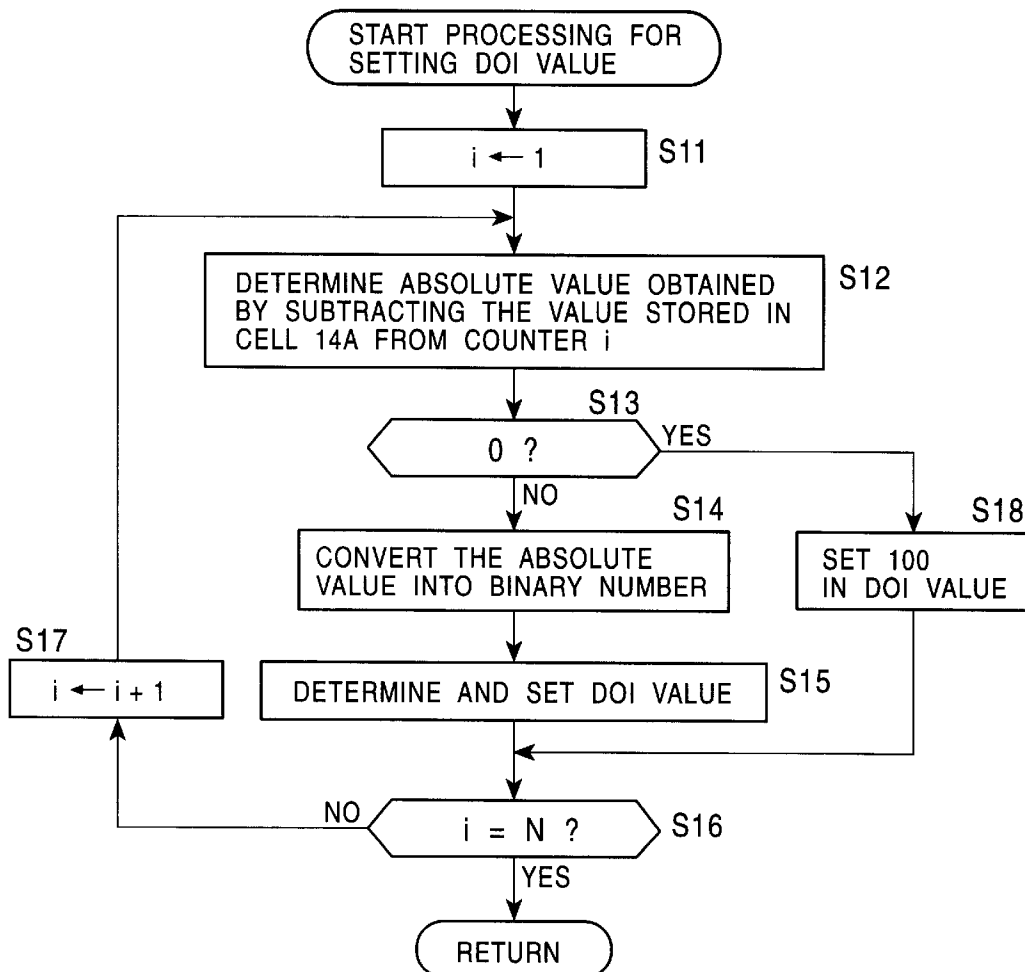 START PROCESSING FOR
SETTING DOI VALUE
i ← 1
S11
DETERMINE ABSOLUTE VALUE OBTAINED
BY SUBTRACTING THE VALUE STORED IN
CELL 14A FROM COUNTER i
S12
S13
0 ?
YES
NO
S14
CONVERT THE ABSOLUTE
VALUE INTO BINARY NUMBER
S18
SET 100
IN DOI VALUE
S17
i ← i + 1
DETERMINE AND SET DOI VALUE
S15
NO
i = N ?
S16
YES
RETURN